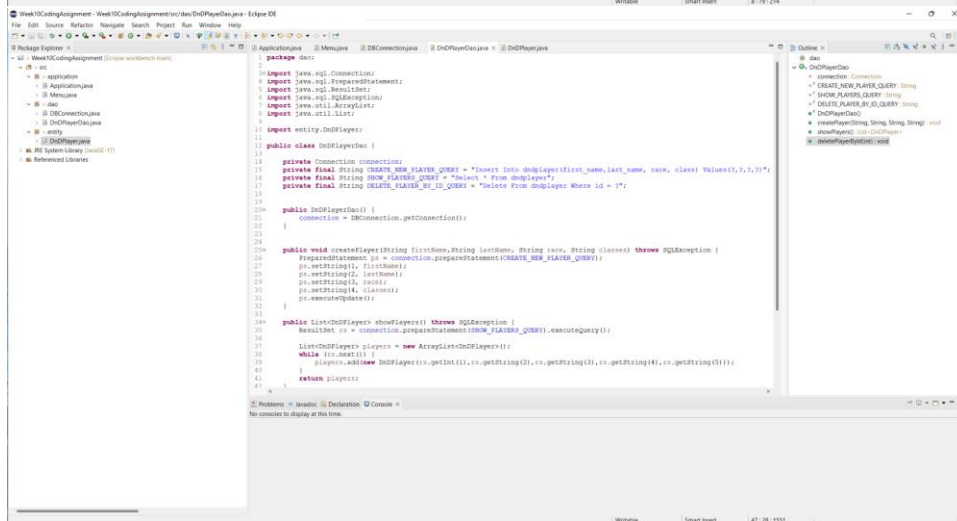 Writable
Smart Insert
8 : 79 : 214
Week10CodingAssignment - Week10CodingAssignment/src/dao/DnDPlayerDao.java - Eclipse IDE
File Edit Source Refactor Navigate Search Project Run Window Help
Package Explorer
Week10CodingAssignment [Eclipse workbench main]
src
application
Application.java
Menu.java
dao
DBConnection.java
DnDPlayerDao.java
entity
DnDPlayer.java
JRE System Library [JavaSE-17]
Referenced Libraries
Application.java Menu.java DBConnection.java DnDPlayerDao.java DnDPlayer.java
1 package dao;
2
3 import java.sql.Connection;
4 import java.sql.PreparedStatement;
5 import java.sql.ResultSet;
6 import java.sql.SQLException;
7 import java.util.ArrayList;
8 import java.util.List;
9
10 import entity.DnDPlayer;
11
12 public class DnDPlayerDao {
13
14 private Connection connection;
15 private final String CREATE_NEW_PLAYER_QUERY = "Insert Into dndplayer(first_name,last_name, race, class) Values(?,?,?,?)";
16 private final String SHOW_PLAYERS_QUERY = "Select * From dndplayer";
17 private final String DELETE_PLAYER_BY_ID_QUERY = "Delete From dndplayer Where id = ?";
18
19
20 public DnDPlayerDao() {
21 connection = DBConnection.getConnection();
22 }
23
24
25 public void createPlayer(String firstName,String lastName, String race, String classes) throws SQLException {
26 PreparedStatement ps = connection.prepareStatement(CREATE_NEW_PLAYER_QUERY);
27 ps.setString(1, firstName);
28 ps.setString(2, lastName);
29 ps.setString(3, race);
30 ps.setString(4, classes);
31 ps.executeUpdate();
32 }
33
34 public List<DnDPlayer> showPlayers() throws SQLException {
35 ResultSet rs = connection.prepareStatement(SHOW_PLAYERS_QUERY).executeQuery();
36
37 List<DnDPlayer> players = new ArrayList<DnDPlayer>();
38 while (rs.next()) {
39 players.add(new DnDPlayer(rs.getInt(1),rs.getString(2),rs.getString(3),rs.getString(4),rs.getString(5)));
40 }
41 return players;
42 }
Outline
dao
DnDPlayerDao
connection : Connection
CREATE_NEW_PLAYER_QUERY : String
SHOW_PLAYERS_QUERY : String
DELETE_PLAYER_BY_ID_QUERY : String
DnDPlayerDao()
createPlayer(String, String, String, String) : void
showPlayers() : List<DnDPlayer>
deletePlayerById(int) : void
Problems Javadoc Declaration Console
No consoles to display at this time.
Writable
Smart Insert
47 : 28 : 1551